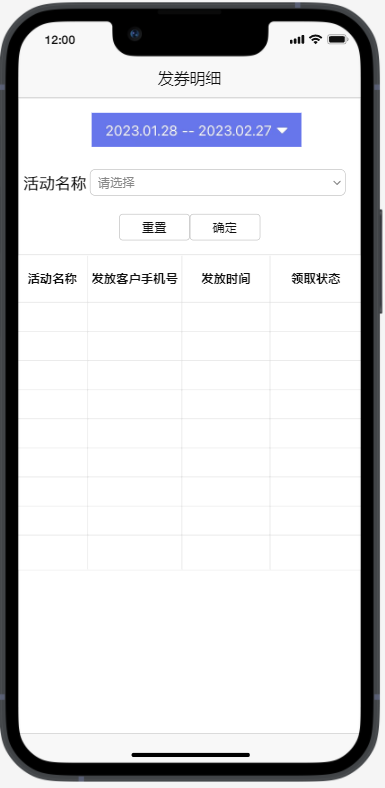 12:00
发券明细
2023.01.28 -- 2023.02.27
活动名称 请选择
重置 确定
活动名称 发放客户手机号 发放时间 领取状态